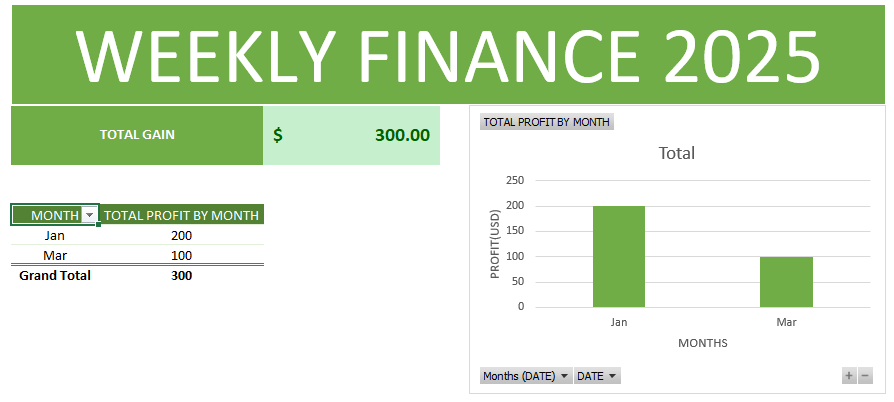 WEEKLY FINANCE 2025
TOTAL GAIN $ 300.00
MONTH TOTAL PROFIT BY MONTH
Jan 200
Mar 100
Grand Total 300
TOTAL PROFIT BY MONTH
Total
PROFIT(USD)
250
200
150
100
50
0
Jan Mar
MONTHS
Months (DATE) DATE + −